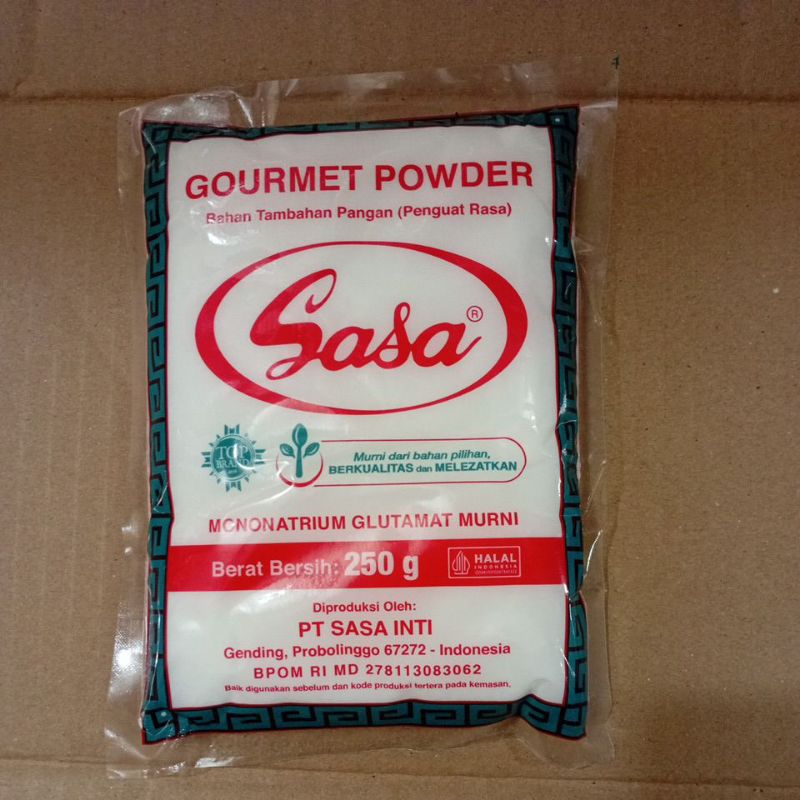 GOURMET POWDER
Bahan Tambahan Pangan (Penguat Rasa)
Sasa ®
TOP
BRAND
Murni dari bahan pilihan,
BERKUALITAS dan MELEZATKAN
MONONATRIUM GLUTAMAT MURNI
Berat Bersih: 250 g
HALAL
INDONESIA
Diproduksi Oleh:
PT SASA INTI
Gending, Probolinggo 67272 - Indonesia
BPOM RI MD 278113083062
Baik digunakan sebelum dan kode produksi tertera pada kemasan.